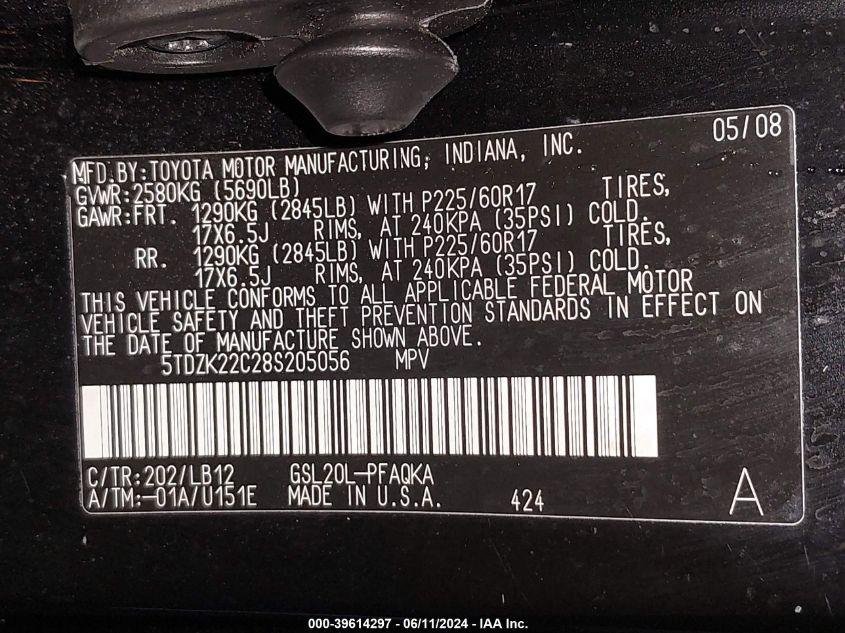 05/08
MFD.BY:TOYOTA MOTOR MANUFACTURING, INDIANA, INC.
GVWR:2580KG (5690LB)
GAWR:FRT. 1290KG (2845LB) WITH P225/60R17 TIRES,
17X6.5J RIMS, AT 240KPA (35PSI) COLD.
RR. 1290KG (2845LB) WITH P225/60R17 TIRES,
17X6.5J RIMS, AT 240KPA (35PSI) COLD.
THIS VEHICLE CONFORMS TO ALL APPLICABLE FEDERAL MOTOR
VEHICLE SAFETY AND THEFT PREVENTION STANDARDS IN EFFECT ON
THE DATE OF MANUFACTURE SHOWN ABOVE.
5TDZK22C28S205056 MPV
C/TR:202/LB12 GSL20L-PFAQKA
A/TM:-01A/U151E MADE IN U.S.A. 424 A
000-39614297 - 06/11/2024 - IAA Inc.